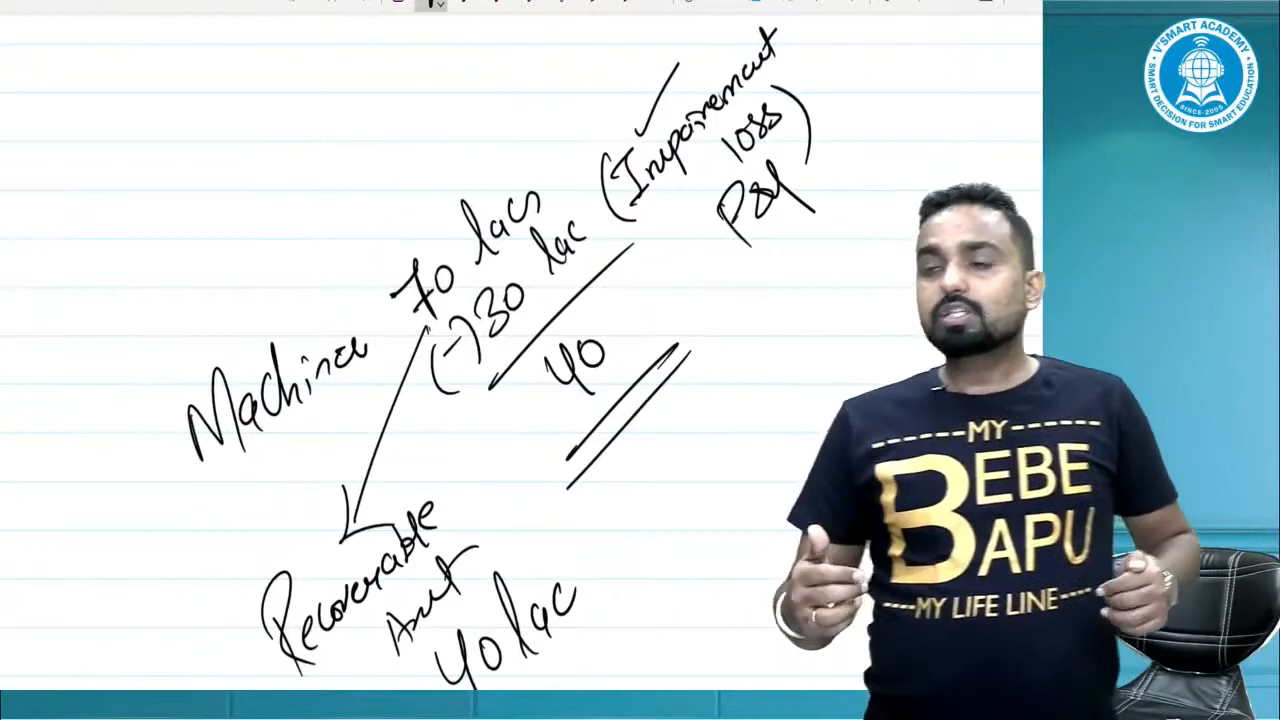 Machine 70 lacs
(-) 30 lac (Impairement
loss
P&L)
40
Recoverable
Amt
40 lac
V'SMART ACADEMY
SMART DECISION FOR SMART EDUCATION
SINCE-2005
MY
BEBE
BAPU
MY LIFE LINE